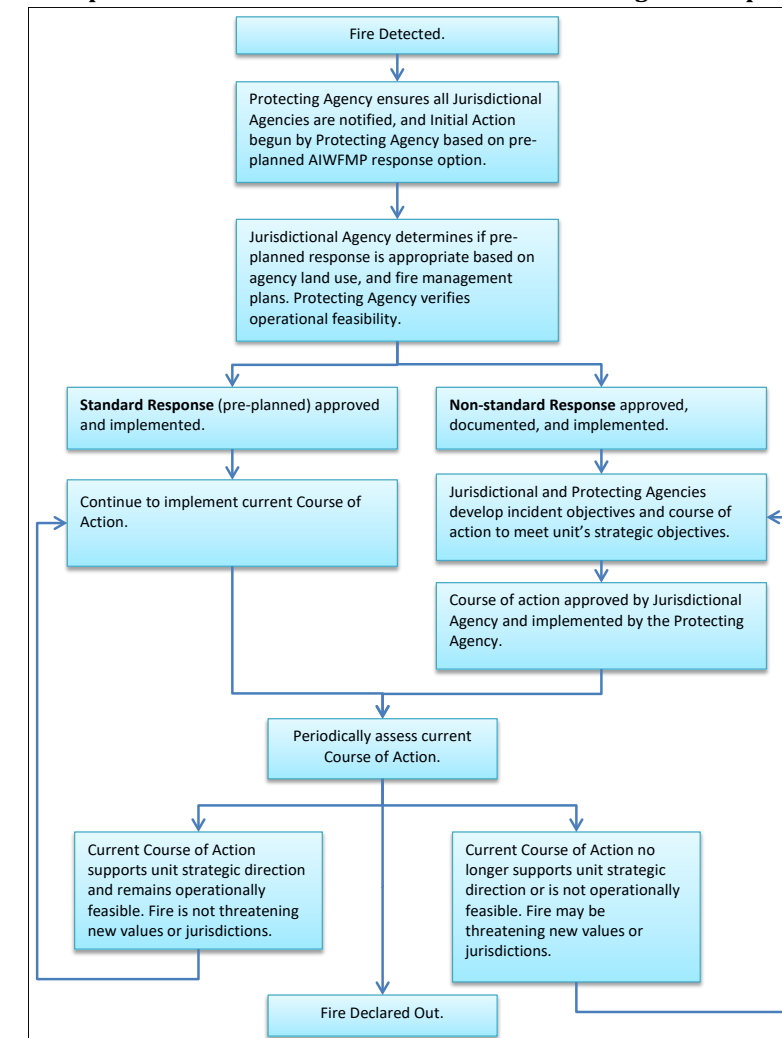 Fire Detected.
Protecting Agency ensures all Jurisdictional
Agencies are notified, and Initial Action
begun by Protecting Agency based on pre-
planned AIWFMP response option.
Jurisdictional Agency determines if pre-
planned response is appropriate based on
agency land use, and fire management
plans. Protecting Agency verifies
operational feasibility.
Standard Response (pre-planned) approved
and implemented.
Non-standard Response approved,
documented, and implemented.
Continue to implement current Course of
Action.
Jurisdictional and Protecting Agencies
develop incident objectives and course of
action to meet unit’s strategic objectives.
Course of action approved by Jurisdictional
Agency and implemented by the Protecting
Agency.
Periodically assess current
Course of Action.
Current Course of Action
supports unit strategic direction
and remains operationally
feasible. Fire is not threatening
new values or jurisdictions.
Current Course of Action no
longer supports unit strategic
direction or is not operationally
feasible. Fire may be
threatening new values or
jurisdictions.
Fire Declared Out.